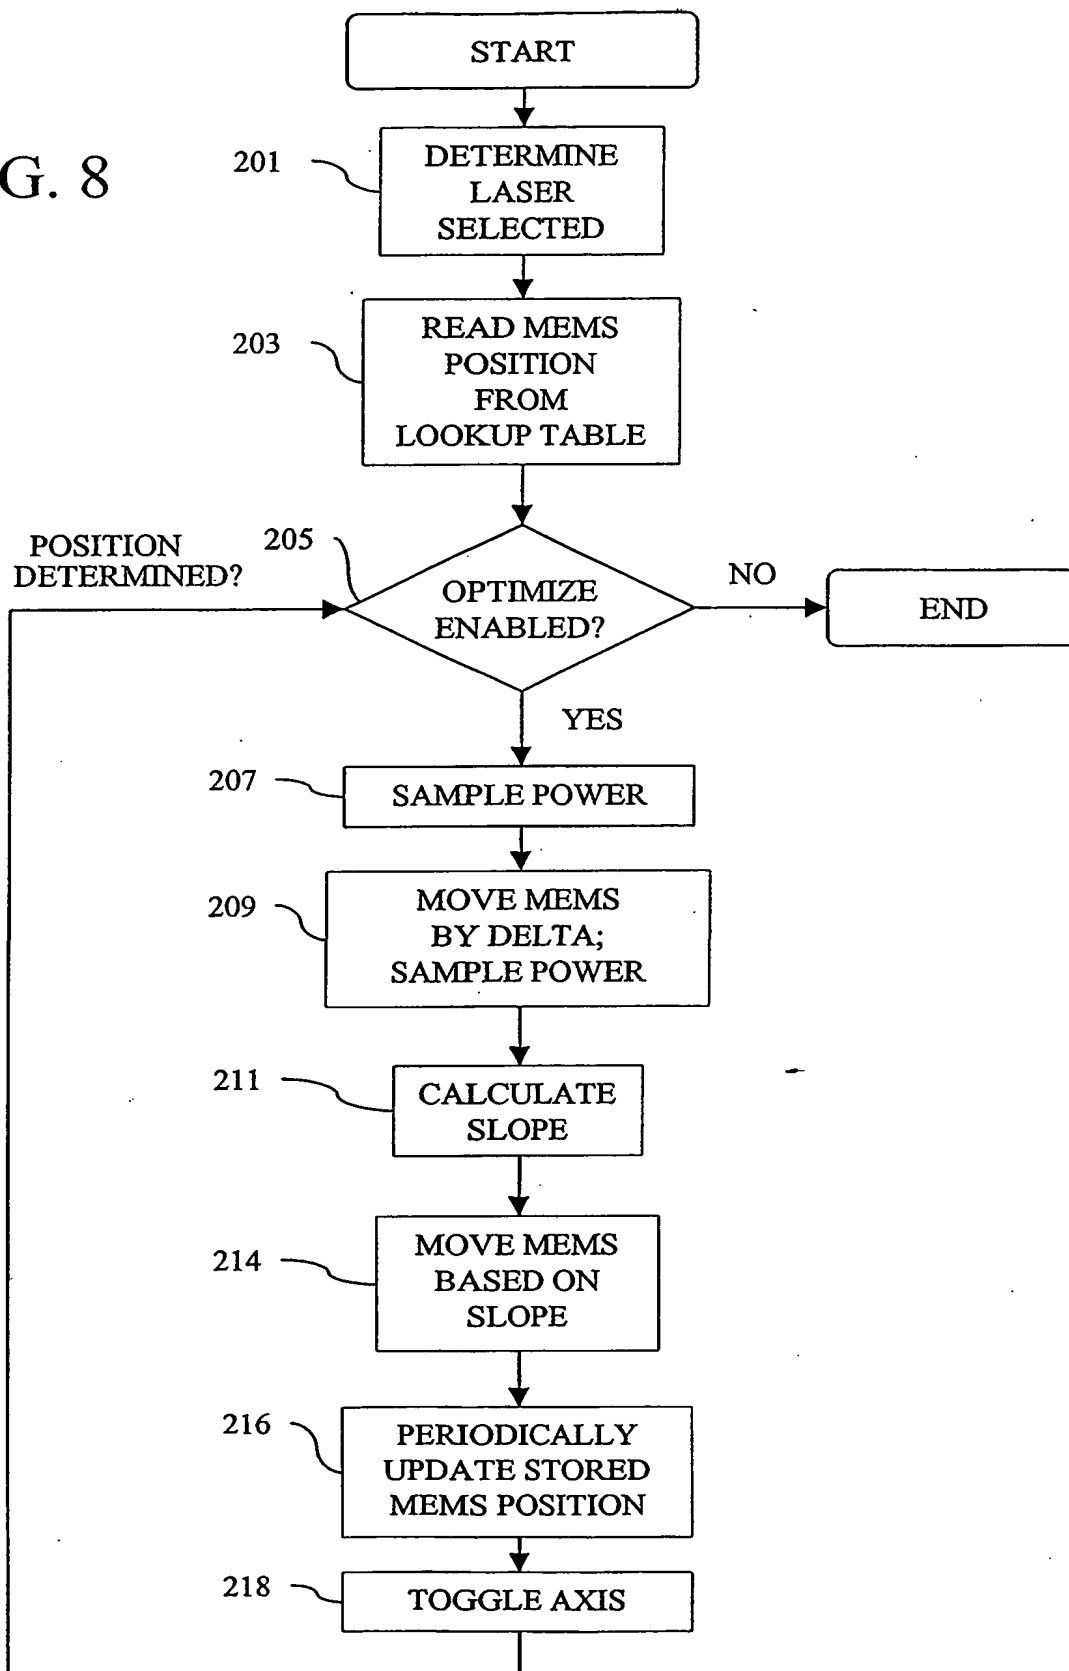 START
G. 8
201
DETERMINE
LASER
SELECTED
203
READ MEMS
POSITION
FROM
LOOKUP TABLE
POSITION
DETERMINED?
205
OPTIMIZE
ENABLED?
NO
END
YES
207
SAMPLE POWER
209
MOVE MEMS
BY DELTA;
SAMPLE POWER
211
CALCULATE
SLOPE
214
MOVE MEMS
BASED ON
SLOPE
216
PERIODICALLY
UPDATE STORED
MEMS POSITION
218
TOGGLE AXIS